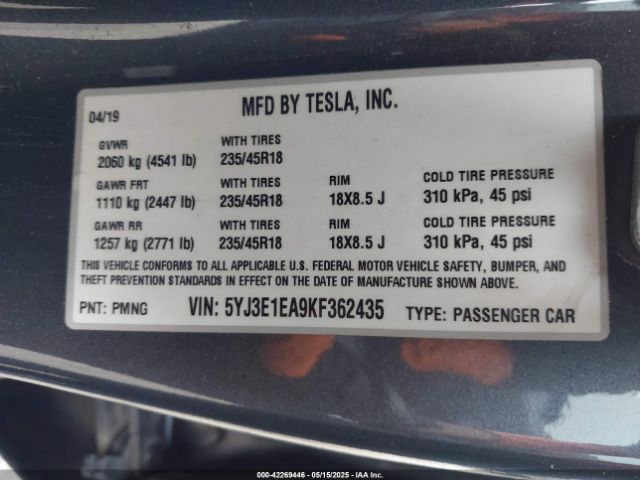 04/19 MFD BY TESLA, INC.
GVWR WITH TIRES
2060 kg (4541 lb) 235/45R18
GAWR FRT WITH TIRES RIM COLD TIRE PRESSURE
1110 kg (2447 lb) 235/45R18 18X8.5 J 310 kPa, 45 psi
GAWR RR WITH TIRES RIM COLD TIRE PRESSURE
1257 kg (2771 lb) 235/45R18 18X8.5 J 310 kPa, 45 psi
THIS VEHICLE CONFORMS TO ALL APPLICABLE U.S. FEDERAL MOTOR VEHICLE SAFETY, BUMPER, AND
THEFT PREVENTION STANDARDS IN EFFECT ON THE DATE OF MANUFACTURE SHOWN ABOVE.
PNT: PMNG VIN: 5YJ3E1EA9KF362435 TYPE: PASSENGER CAR
000-42269446 - 05/15/2025 - IAA Inc.